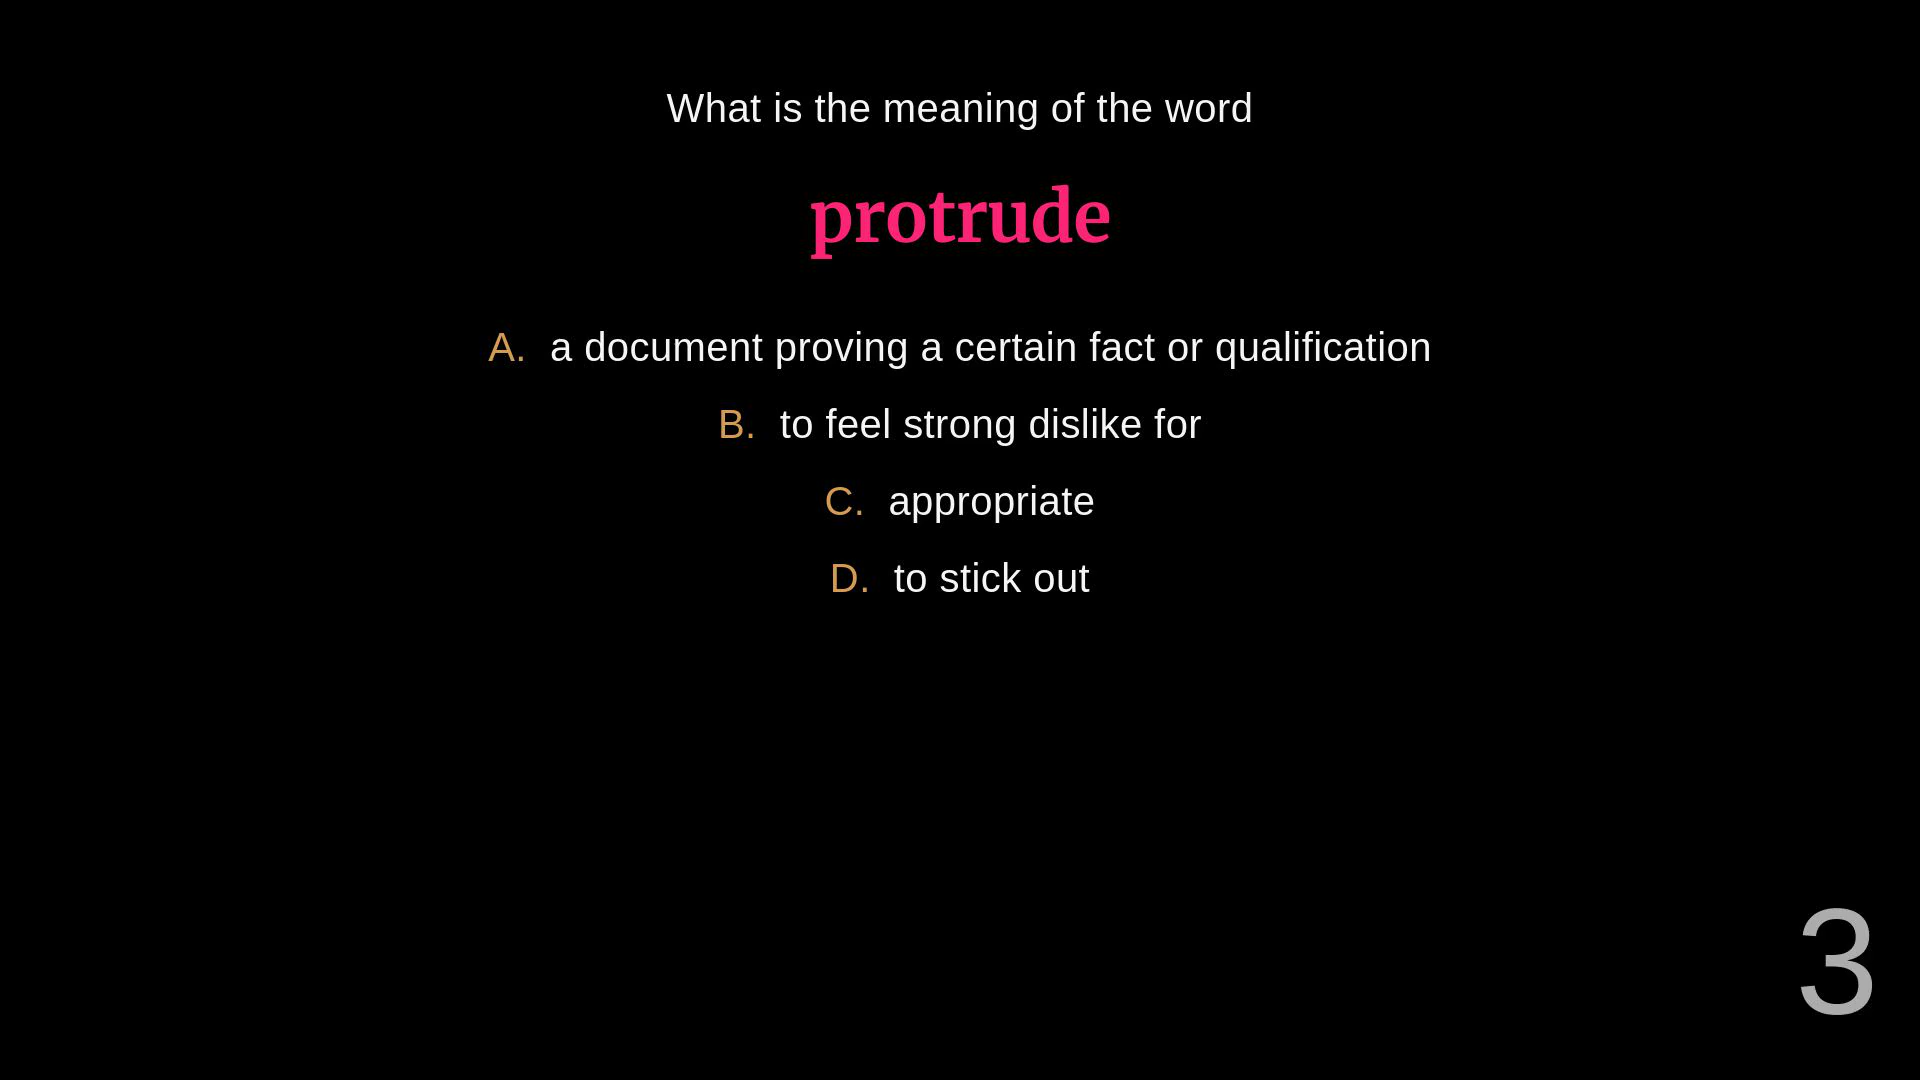 What is the meaning of the word
protrude
A. a document proving a certain fact or qualification
B. to feel strong dislike for
C. appropriate
D. to stick out
3